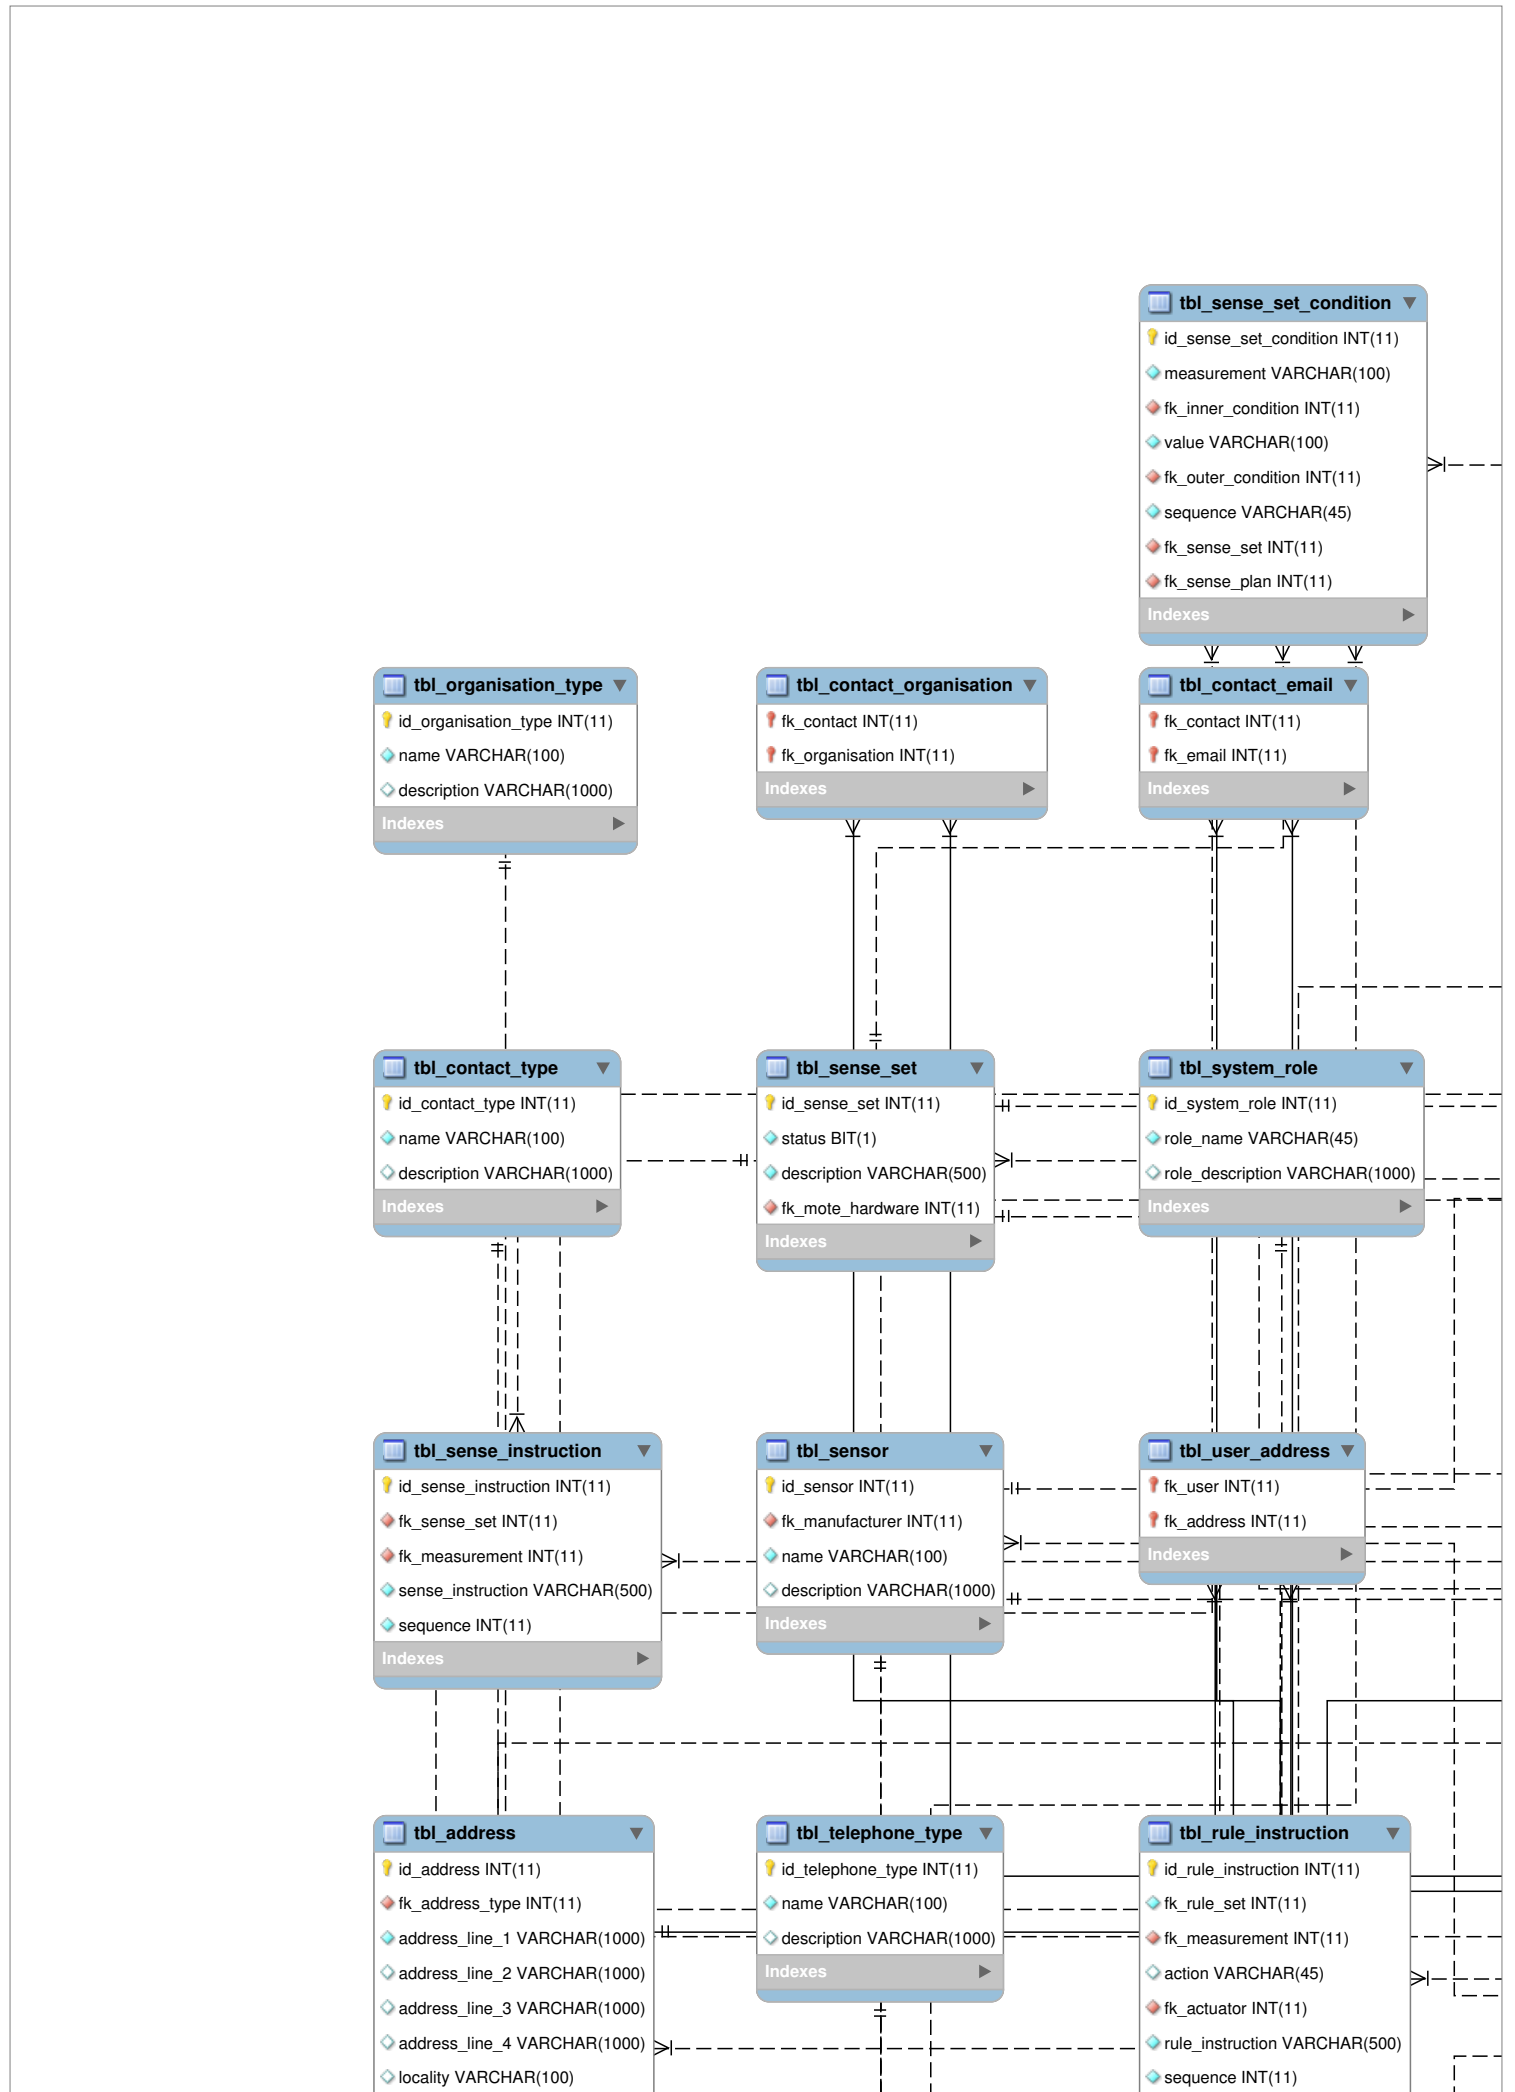 tbl_sense_set_condition
id_sense_set_condition INT(11)
measurement VARCHAR(100)
fk_inner_condition INT(11)
value VARCHAR(100)
fk_outer_condition INT(11)
sequence VARCHAR(45)
fk_sense_set INT(11)
fk_sense_plan INT(11)
Indexes
tbl_organisation_type
id_organisation_type INT(11)
name VARCHAR(100)
description VARCHAR(1000)
Indexes
tbl_contact_organisation
fk_contact INT(11)
fk_organisation INT(11)
Indexes
tbl_contact_email
fk_contact INT(11)
fk_email INT(11)
Indexes
tbl_contact_type
id_contact_type INT(11)
name VARCHAR(100)
description VARCHAR(1000)
Indexes
tbl_sense_set
id_sense_set INT(11)
status BIT(1)
description VARCHAR(500)
fk_mote_hardware INT(11)
Indexes
tbl_system_role
id_system_role INT(11)
role_name VARCHAR(45)
role_description VARCHAR(1000)
Indexes
tbl_sense_instruction
id_sense_instruction INT(11)
fk_sense_set INT(11)
fk_measurement INT(11)
sense_instruction VARCHAR(500)
sequence INT(11)
Indexes
tbl_sensor
id_sensor INT(11)
fk_manufacturer INT(11)
name VARCHAR(100)
description VARCHAR(1000)
Indexes
tbl_user_address
fk_user INT(11)
fk_address INT(11)
Indexes
tbl_address
id_address INT(11)
fk_address_type INT(11)
address_line_1 VARCHAR(1000)
address_line_2 VARCHAR(1000)
address_line_3 VARCHAR(1000)
address_line_4 VARCHAR(1000)
locality VARCHAR(100)
tbl_telephone_type
id_telephone_type INT(11)
name VARCHAR(100)
description VARCHAR(1000)
Indexes
tbl_rule_instruction
id_rule_instruction INT(11)
fk_rule_set INT(11)
fk_measurement INT(11)
action VARCHAR(45)
fk_actuator INT(11)
rule_instruction VARCHAR(500)
sequence INT(11)